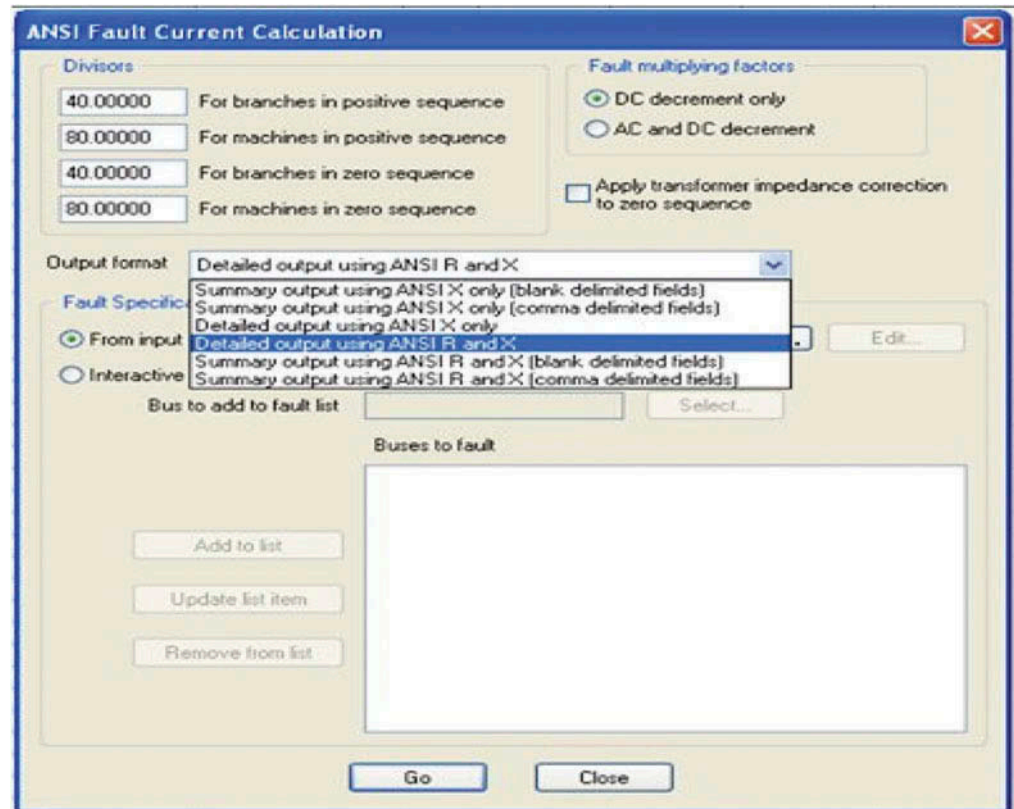 ANSI Fault Current Calculation
Divisors
40.00000 For branches in positive sequence
80.00000 For machines in positive sequence
40.00000 For branches in zero sequence
80.00000 For machines in zero sequence
Fault multiplying factors
DC decrement only
AC and DC decrement
Apply transformer impedance correction
to zero sequence
Output format Detailed output using ANSI R and X
Summary output using ANSI X only (blank delimited fields)
Summary output using ANSI X only (comma delimited fields)
Detailed output using ANSI X only
Detailed output using ANSI R and X
Summary output using ANSI R and X (blank delimited fields)
Summary output using ANSI R and X (comma delimited fields)
Fault Specific
From input
Edit...
Interactive
Bus to add to fault list
Select...
Buses to fault
Add to list
Update list item
Remove from list
Go
Close